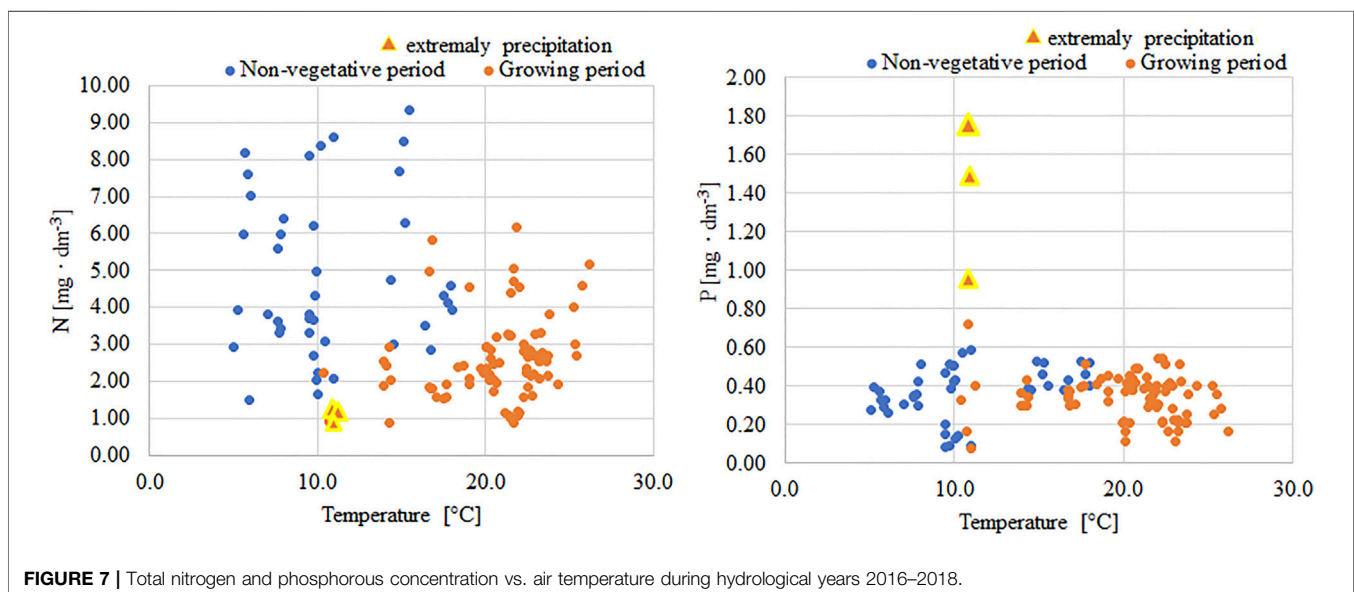 extremaly precipitation
Non-vegetative period Growing period
10.00
9.00
8.00
7.00
6.00
5.00
4.00
3.00
2.00
1.00
0.00
N [mg · dm-3]
0.0 10.0 20.0 30.0
Temperature [°C]
extremaly precipitation
Non-vegetative period Growing period
2.00
1.80
1.60
1.40
1.20
1.00
0.80
0.60
0.40
0.20
0.00
P [mg · dm-3]
0.0 10.0 20.0 30.0
Temperature [°C]
FIGURE 7 | Total nitrogen and phosphorous concentration vs. air temperature during hydrological years 2016–2018.